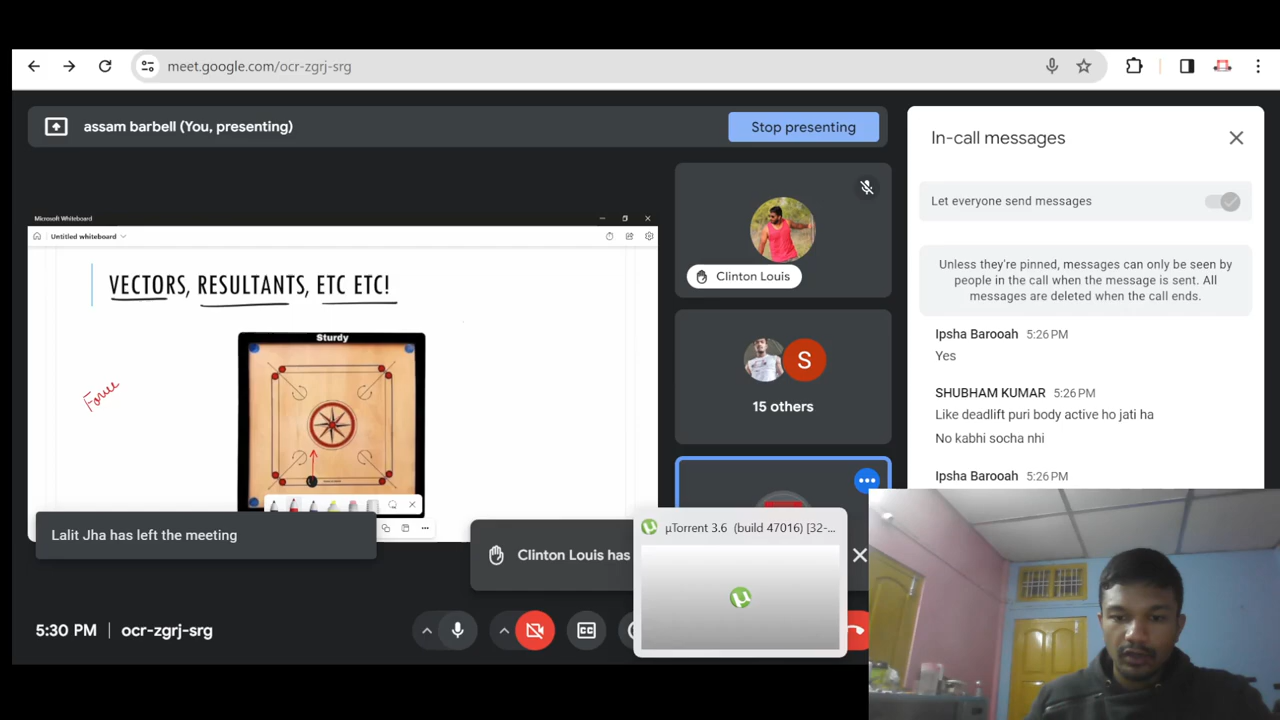 meet.google.com/ocr-zgrj-srg
assam barbell (You, presenting)
Stop presenting
In-call messages
Let everyone send messages
Unless they're pinned, messages can only be seen by
people in the call when the message is sent. All
messages are deleted when the call ends.
Ipsha Barooah 5:26 PM
Yes
SHUBHAM KUMAR 5:26 PM
Like deadlift puri body active ho jati ha
No kabhi socha nhi
Ipsha Barooah 5:26 PM
Microsoft Whiteboard
Untitled whiteboard
VECTORS, RESULTANTS, ETC ETC!
Sturdy
Force
Clinton Louis
S
15 others
Lalit Jha has left the meeting
Clinton Louis has
µTorrent 3.6 (build 47016) [32-...
5:30 PM
ocr-zgrj-srg
CC